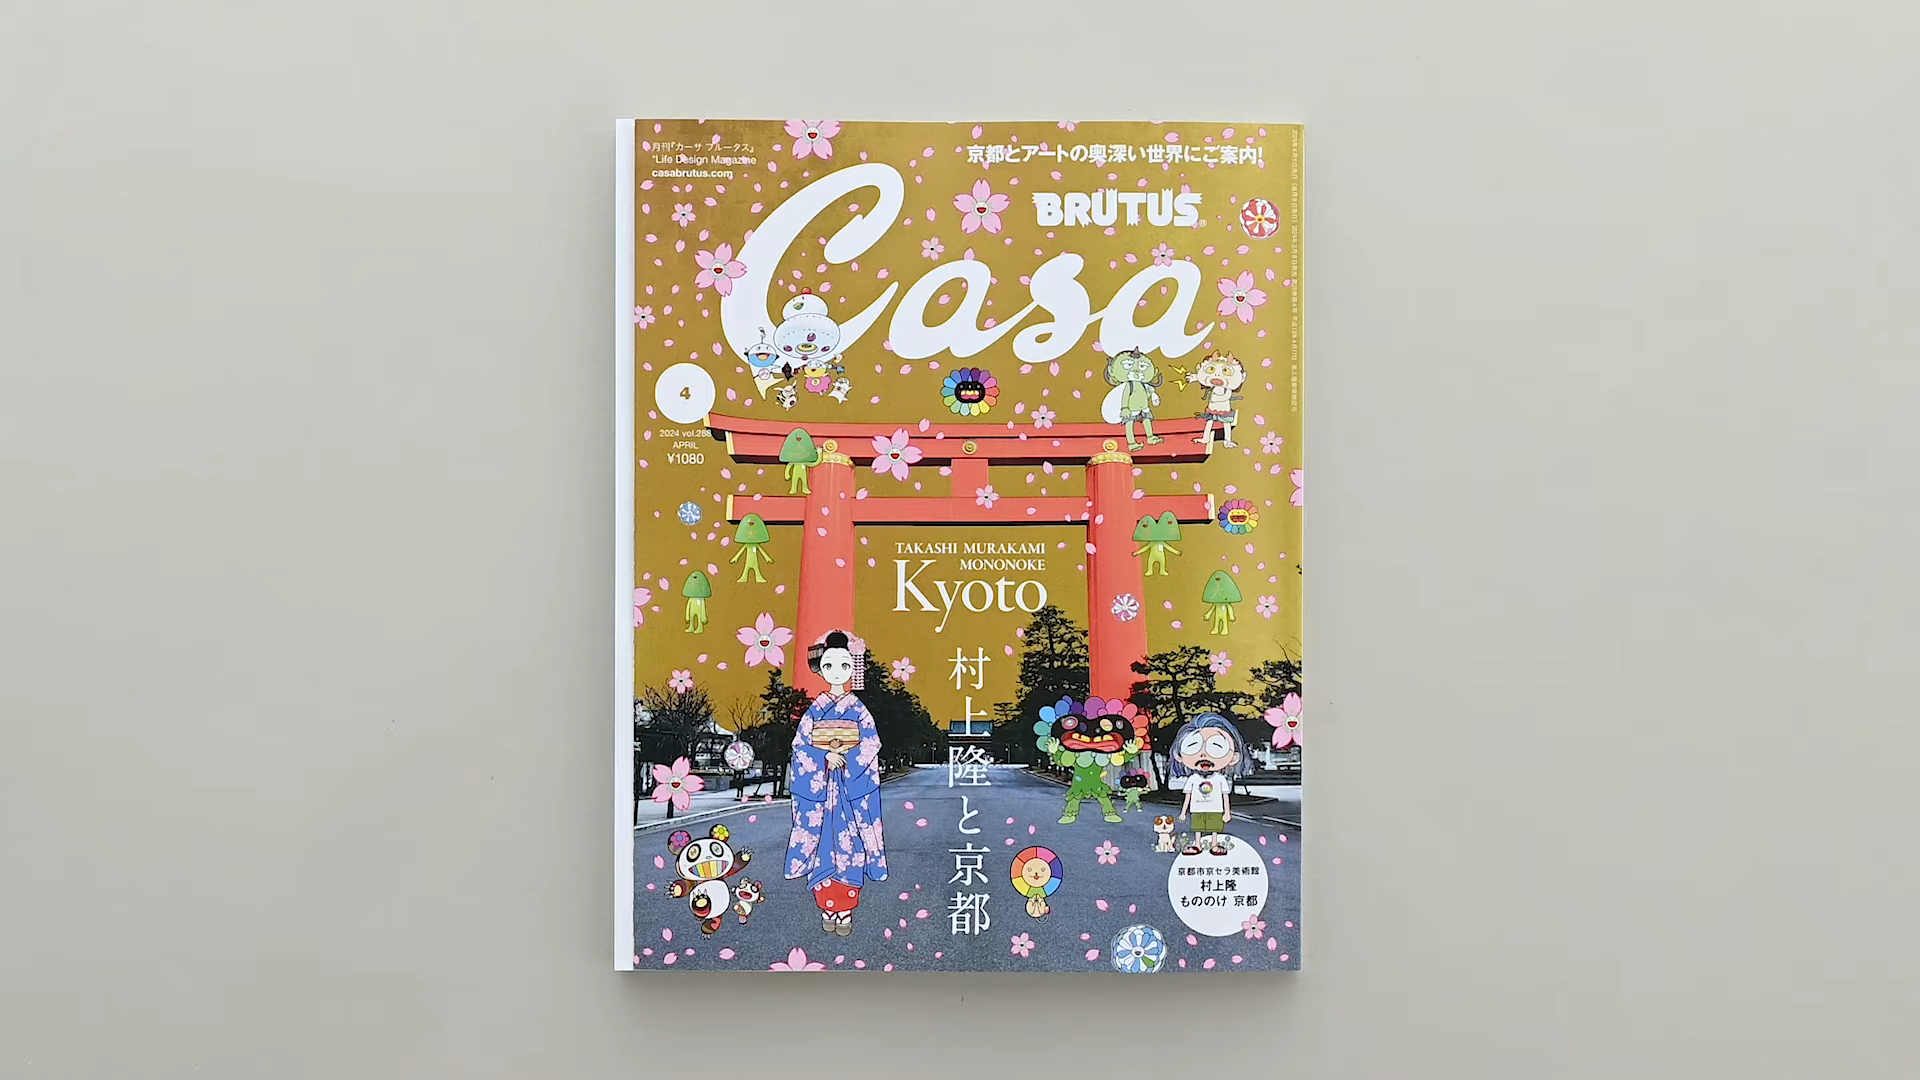 月刊『カーサ ブルータス』
"Life Design Magazine
casabrutus.com
京都とアートの奥深い世界にご案内!
BRUTUS
Casa
4
2024 vol.288
APRIL
¥1080
TAKASHI MURAKAMI
MONONOKE
Kyoto
村上隆と京都
京都市京セラ美術館
村上隆
もののけ 京都